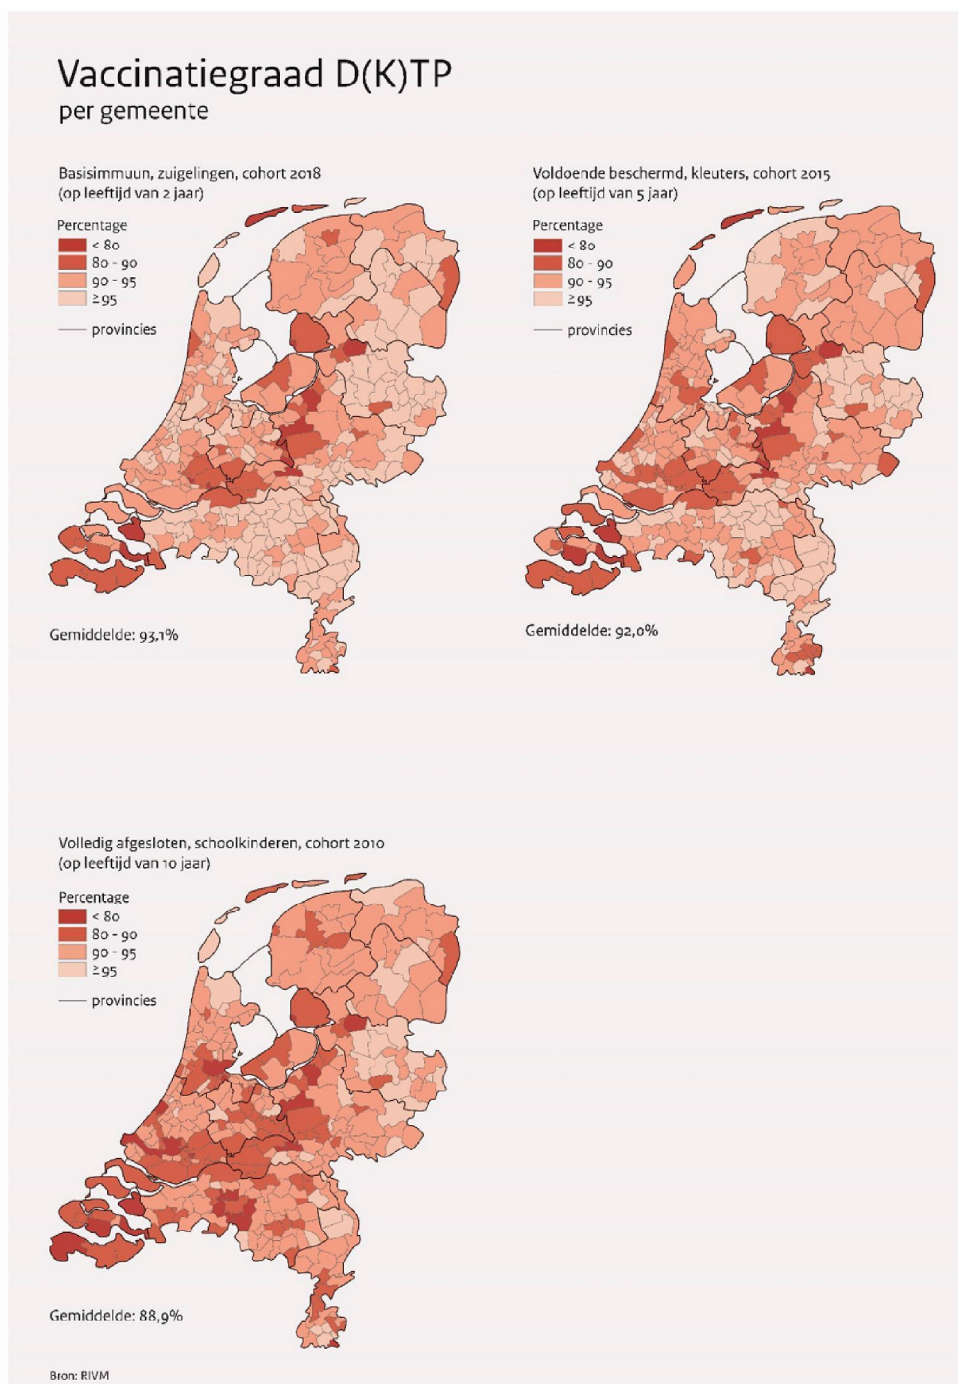 Vaccinatiegraad D(K)TP
per gemeente
Basisimmuun, zuigelingen, cohort 2018
(op leeftijd van 2 jaar)
Percentage
< 80
80 - 90
90 - 95
≥95
provincies
Gemiddelde: 93,1%
Voldoende beschermd, kleuters, cohort 2015
(op leeftijd van 5 jaar)
Percentage
< 80
80 - 90
90 - 95
≥95
provincies
Gemiddelde: 92,0%
Volledig afgesloten, schoolkinderen, cohort 2010
(op leeftijd van 10 jaar)
Percentage
< 80
80 - 90
90 - 95
≥95
provincies
Gemiddelde: 88,9%
Bron: RIVM